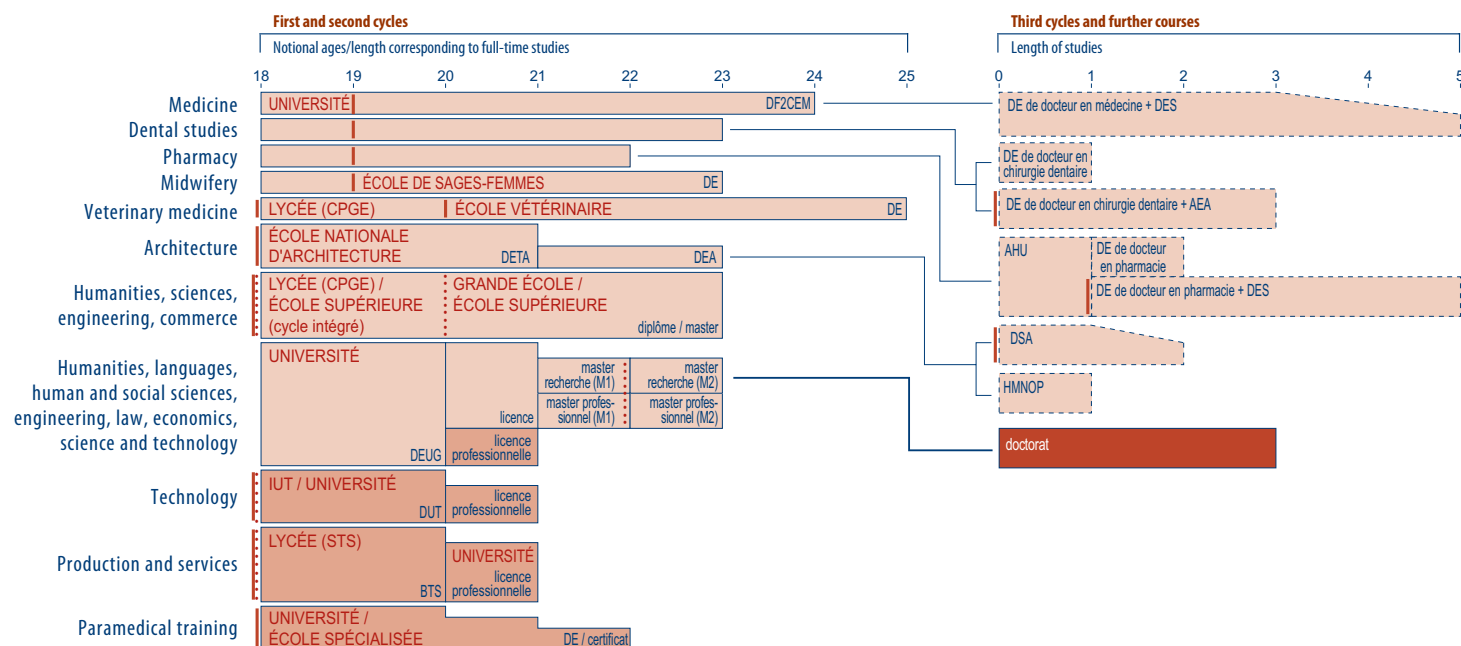 First and second cycles
Notional ages/length corresponding to full-time studies
18 19 20 21 22 23 24 25
Third cycles and further courses
Length of studies
0 1 2 3 4 5
Medicine
UNIVERSITÉ
DF2CEM
DE de docteur en médecine + DES
Dental studies
DE de docteur en
chirurgie dentaire
Pharmacy
Midwifery
ÉCOLE DE SAGES-FEMMES
DE
DE de docteur en chirurgie dentaire + AEA
Veterinary medicine
LYCÉE (CPGE)
ÉCOLE VÉTÉRINAIRE
DE
Architecture
ÉCOLE NATIONALE
D'ARCHITECTURE
DETA
DEA
AHU
DE de docteur
en pharmacie
DE de docteur en pharmacie + DES
Humanities, sciences,
engineering, commerce
LYCÉE (CPGE) /
ÉCOLE SUPÉRIEURE
(cycle intégré)
GRANDE ÉCOLE /
ÉCOLE SUPÉRIEURE
diplôme / master
DSA
HMNOP
Humanities, languages,
human and social sciences,
engineering, law, economics,
science and technology
UNIVERSITÉ
DEUG
licence
licence
professionnelle
master
recherche (M1)
master
recherche (M2)
master profes-
sionnel (M1)
master profes-
sionnel (M2)
doctorat
Technology
IUT / UNIVERSITÉ
DUT
licence
professionnelle
Production and services
LYCÉE (STS)
BTS
UNIVERSITÉ
licence
professionnelle
Paramedical training
UNIVERSITÉ /
ÉCOLE SPÉCIALISÉE
DE / certificat